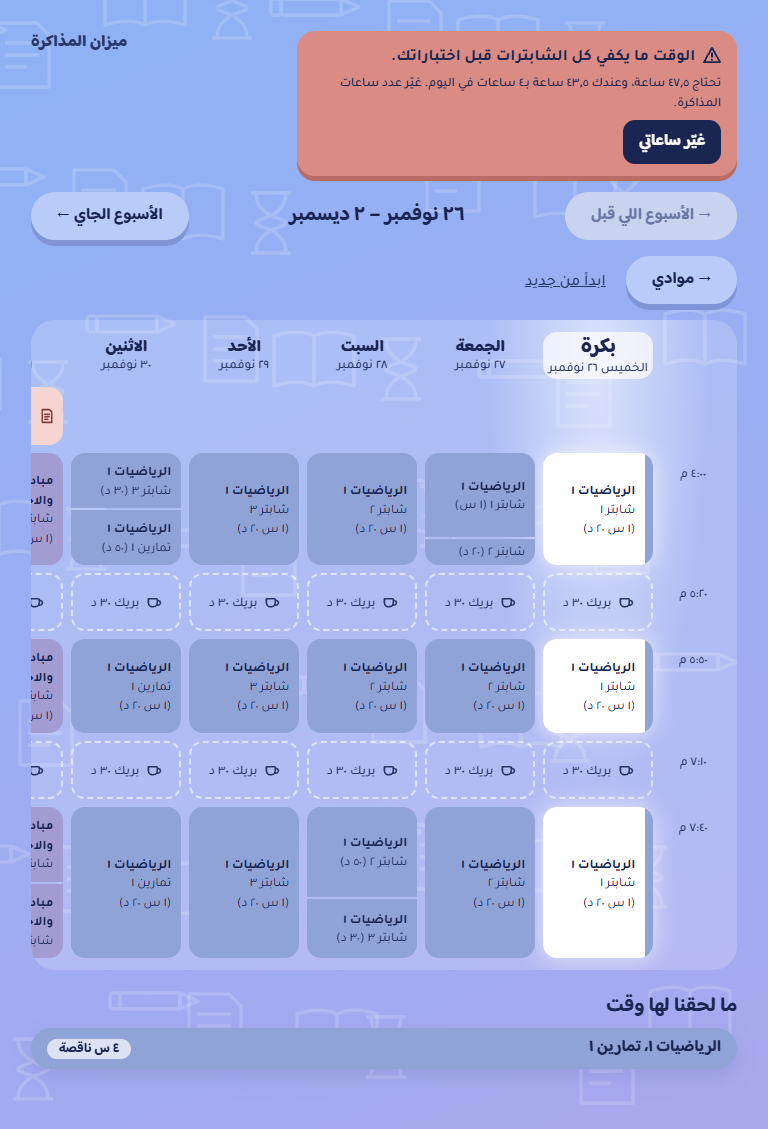 ميزان المذاكرة
الوقت ما يكفي كل الشابترات قبل اختباراتك.
تحتاج ٤٧٫٥ ساعة، وعندك ٤٣٫٥ ساعة بـ٤ ساعات في اليوم. غيّر عدد ساعات
المذاكرة.
غيّر ساعاتي
→ الأسبوع اللي قبل
٢٦ نوفمبر – ٢ ديسمبر
الأسبوع الجاي ←
→ موادي
ابدأ من جديد
بكرة
الخميس ٢٦ نوفمبر
الجمعة
٢٧ نوفمبر
السبت
٢٨ نوفمبر
الأحد
٢٩ نوفمبر
الاثنين
٣٠ نوفمبر
٤:٠٠ م
الرياضيات ١
شابتر ١
(١ س ٢٠ د)
الرياضيات ١
شابتر ١ (١ س)
شابتر ٢ (٢٠ د)
الرياضيات ١
شابتر ٢
(١ س ٢٠ د)
الرياضيات ١
شابتر ٣
(١ س ٢٠ د)
الرياضيات ١
شابتر ٣ (٣٠ د)
الرياضيات ١
تمارين ١ (٥٠ د)
٥:٢٠ م
بريك ٣٠ د
بريك ٣٠ د
بريك ٣٠ د
بريك ٣٠ د
بريك ٣٠ د
٥:٥٠ م
الرياضيات ١
شابتر ١
(١ س ٢٠ د)
الرياضيات ١
شابتر ٢
(١ س ٢٠ د)
الرياضيات ١
شابتر ٢
(١ س ٢٠ د)
الرياضيات ١
شابتر ٣
(١ س ٢٠ د)
الرياضيات ١
تمارين ١
(١ س ٢٠ د)
٧:١٠ م
بريك ٣٠ د
بريك ٣٠ د
بريك ٣٠ د
بريك ٣٠ د
بريك ٣٠ د
٧:٤٠ م
الرياضيات ١
شابتر ١
(١ س ٢٠ د)
الرياضيات ١
شابتر ٢
(١ س ٢٠ د)
الرياضيات ١
شابتر ٢ (٥٠ د)
الرياضيات ١
شابتر ٣ (٣٠ د)
الرياضيات ١
شابتر ٣
(١ س ٢٠ د)
الرياضيات ١
تمارين ١
(١ س ٢٠ د)
ما لحقنا لها وقت
الرياضيات ١، تمارين ١
٤ س ناقصة